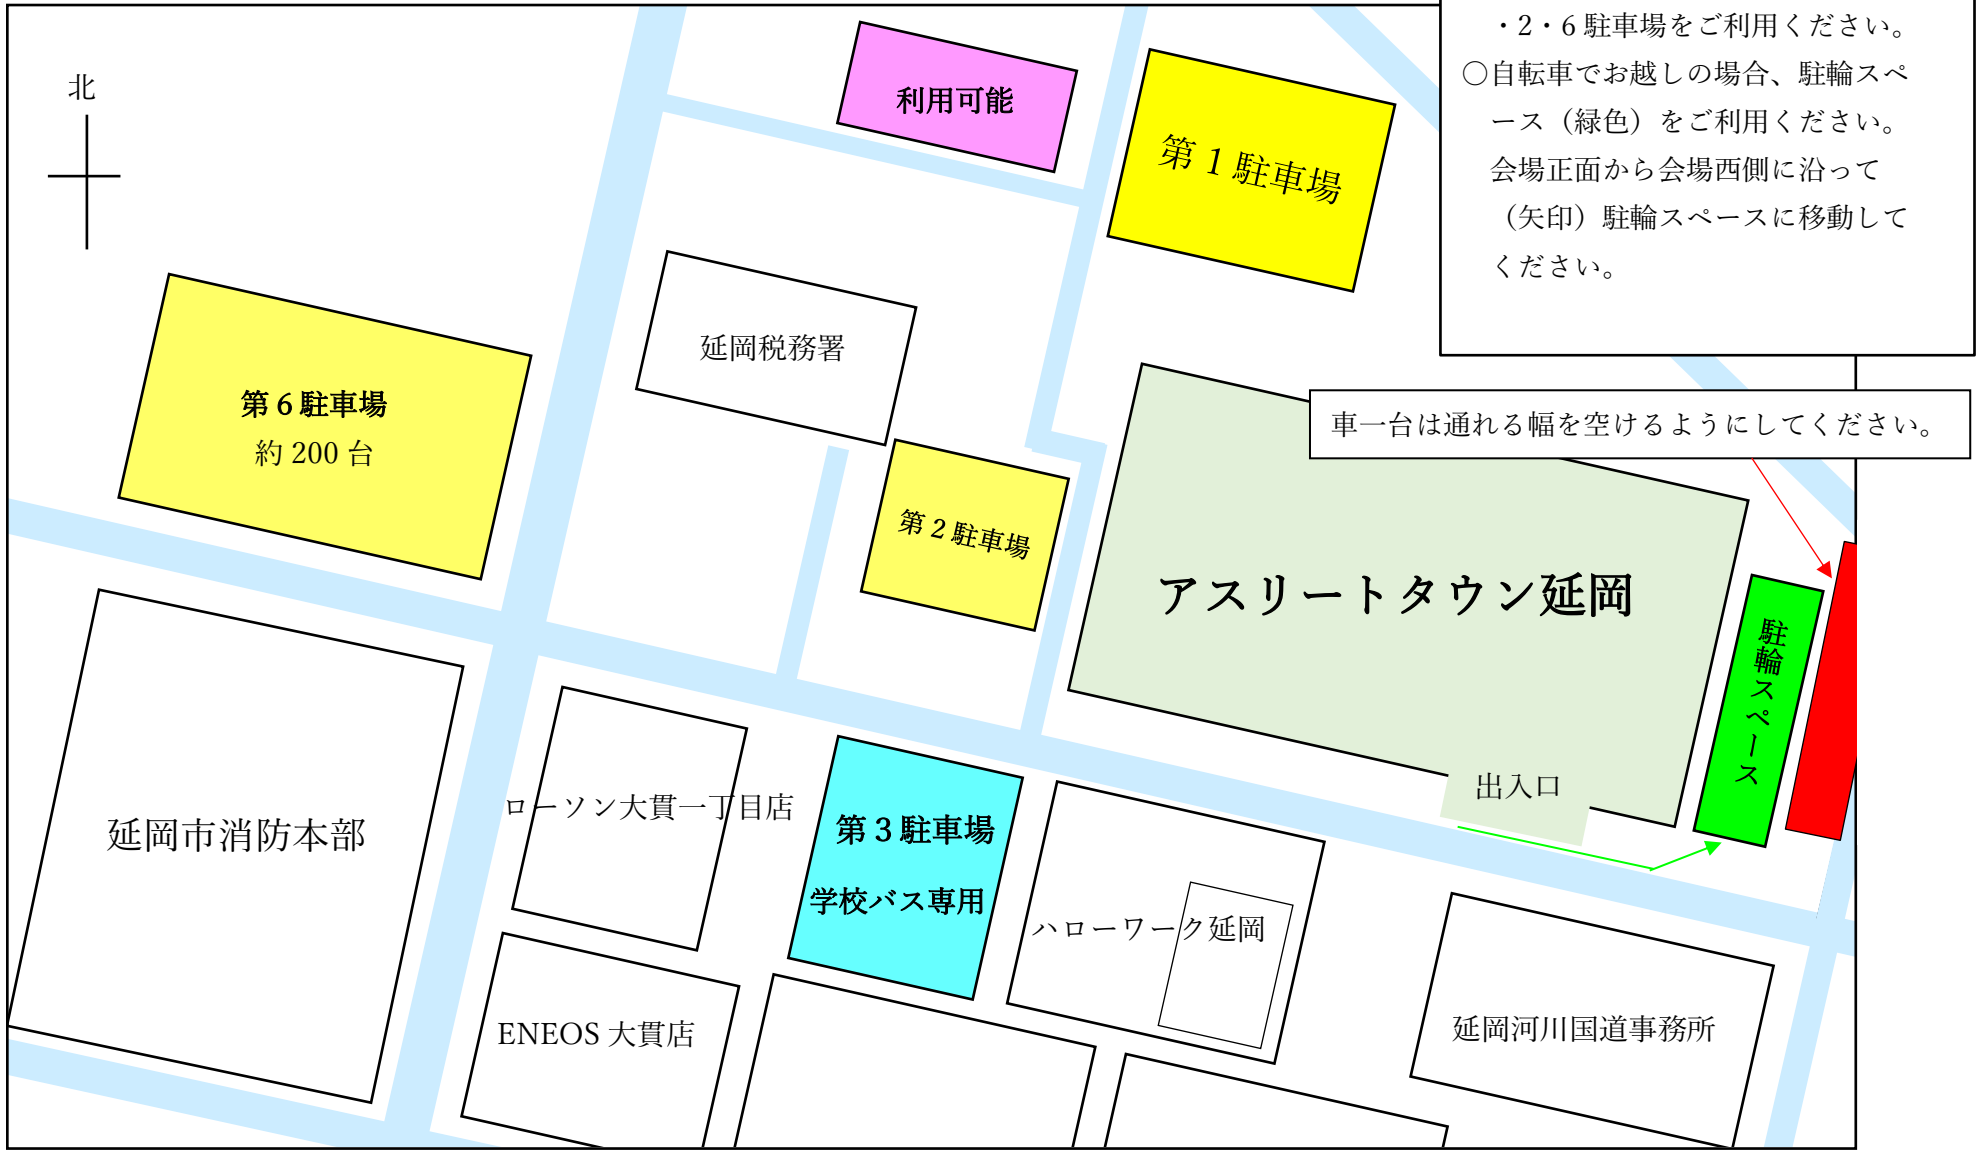 ・2・6駐車場をご利用ください。
○自転車でお越しの場合、駐輪スペ
ース（緑色）をご利用ください。
会場正面から会場西側に沿って
（矢印）駐輪スペースに移動して
ください。
北
利用可能
第1駐車場
延岡税務署
第6駐車場
約200台
車一台は通れる幅を空けるようにしてください。
第2駐車場
アスリートタウン延岡
駐輪スペース
出入口
ローソン大貫一丁目店
延岡市消防本部
第3駐車場
学校バス専用
ハローワーク延岡
ENEOS大貫店
延岡河川国道事務所